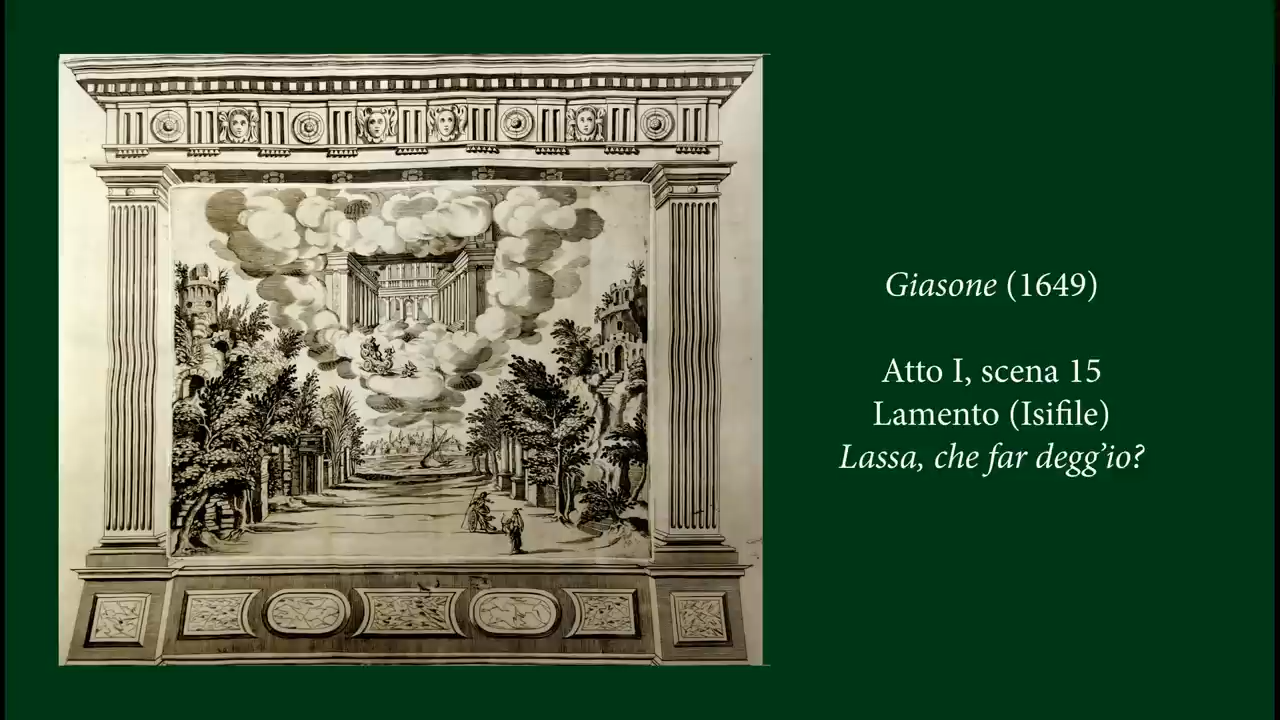 Giasone (1649)
Atto I, scena 15
Lamento (Isifile)
Lassa, che far degg’io?